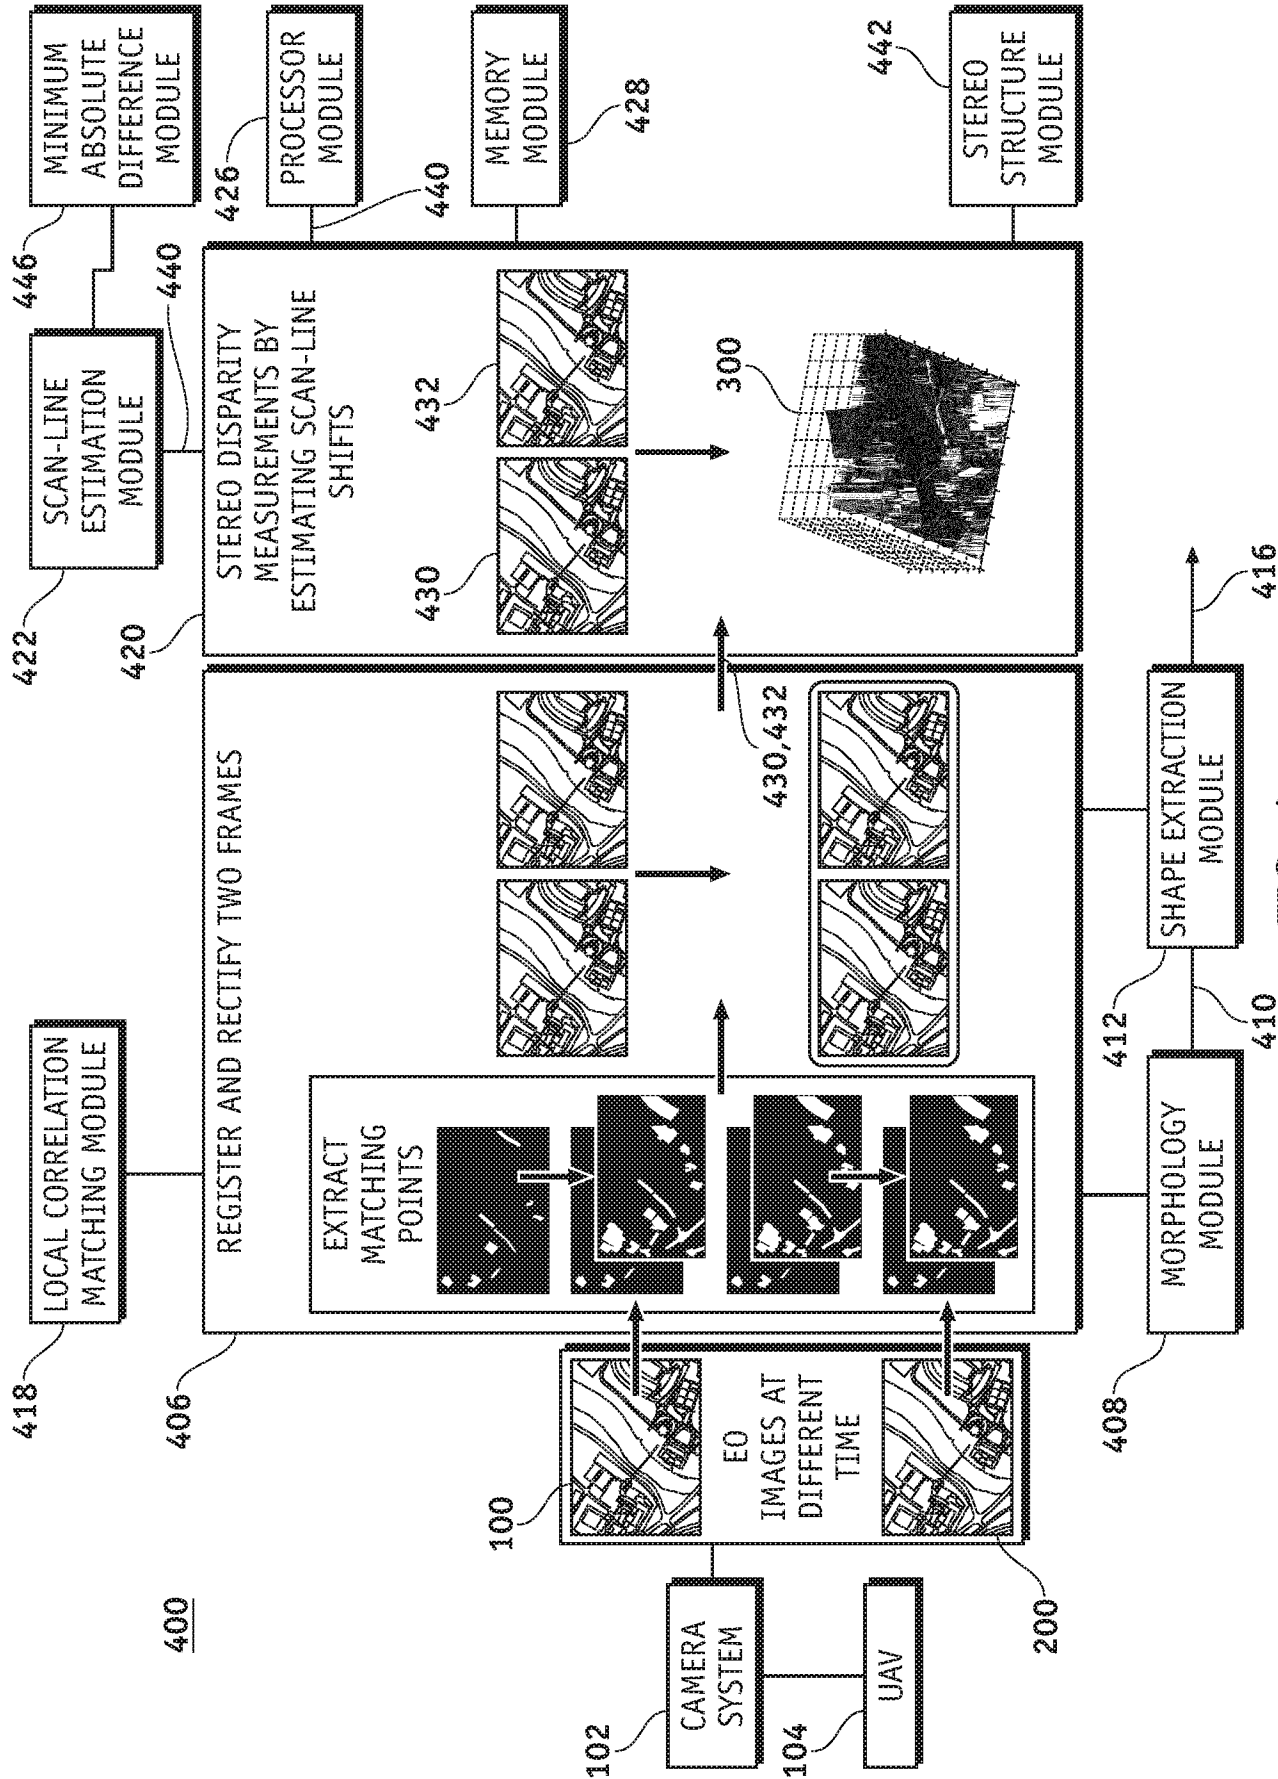 400
418
LOCAL CORRELATION
MATCHING MODULE
422
SCAN-LINE
ESTIMATION
MODULE
446
MINIMUM
ABSOLUTE
DIFFERENCE
MODULE
440
406
REGISTER AND RECTIFY TWO FRAMES
EXTRACT
MATCHING
POINTS
420
STEREO DISPARITY
MEASUREMENTS BY
ESTIMATING SCAN-LINE
SHIFTS
430
432
300
426
PROCESSOR
MODULE
440
MEMORY
MODULE
428
442
STEREO
STRUCTURE
MODULE
100
EO
IMAGES AT
DIFFERENT
TIME
200
102
CAMERA
SYSTEM
104
UAV
430,432
408
MORPHOLOGY
MODULE
410
412
SHAPE EXTRACTION
MODULE
416